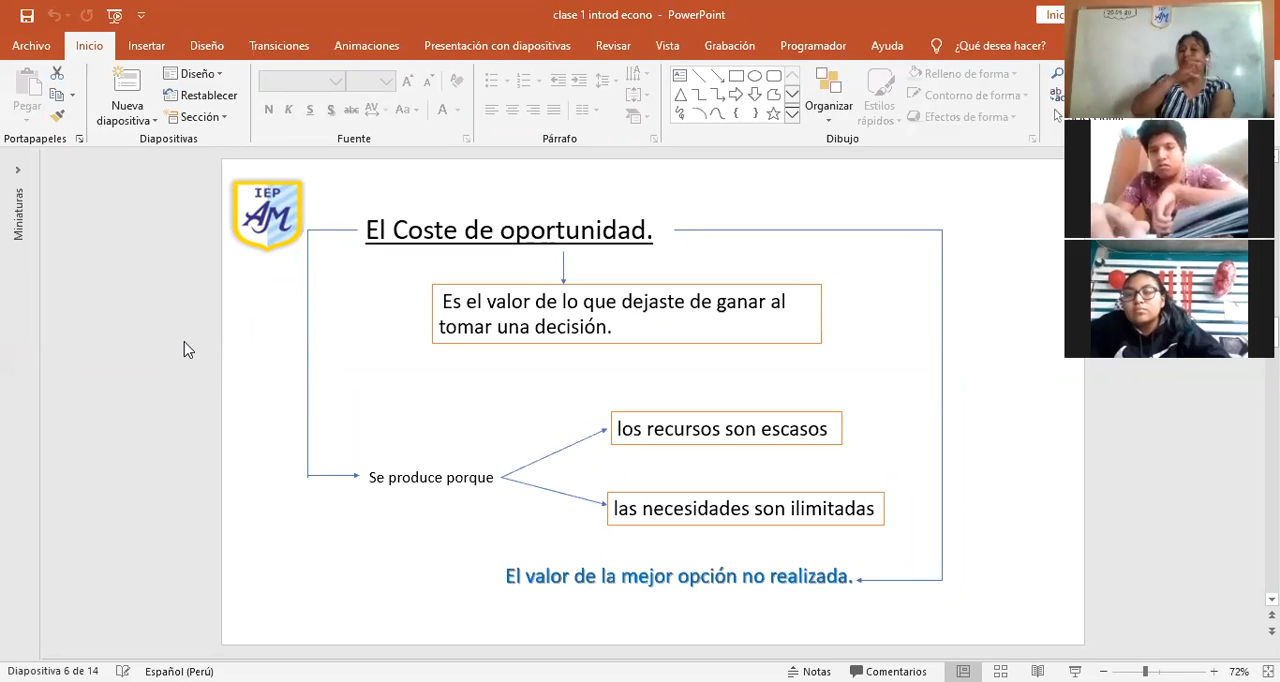 clase 1 introd econo - PowerPoint
Inic
Archivo
Inicio
Insertar
Diseño
Transiciones
Animaciones
Presentación con diapositivas
Revisar
Vista
Grabación
Programador
Ayuda
¿Qué desea hacer?
Pegar
Nueva
diapositiva
Diseño
Restablecer
Sección
N K S S abc AV Aa A
Organizar
Estilos
rápidos
Relleno de forma
Contorno de forma
Efectos de forma
Portapapeles
Diapositivas
Fuente
Párrafo
Dibujo
Miniaturas
IEP
AM
El Coste de oportunidad.
Es el valor de lo que dejaste de ganar al
tomar una decisión.
los recursos son escasos
Se produce porque
las necesidades son ilimitadas
El valor de la mejor opción no realizada.
Diapositiva 6 de 14
Español (Perú)
Notas
Comentarios
72%